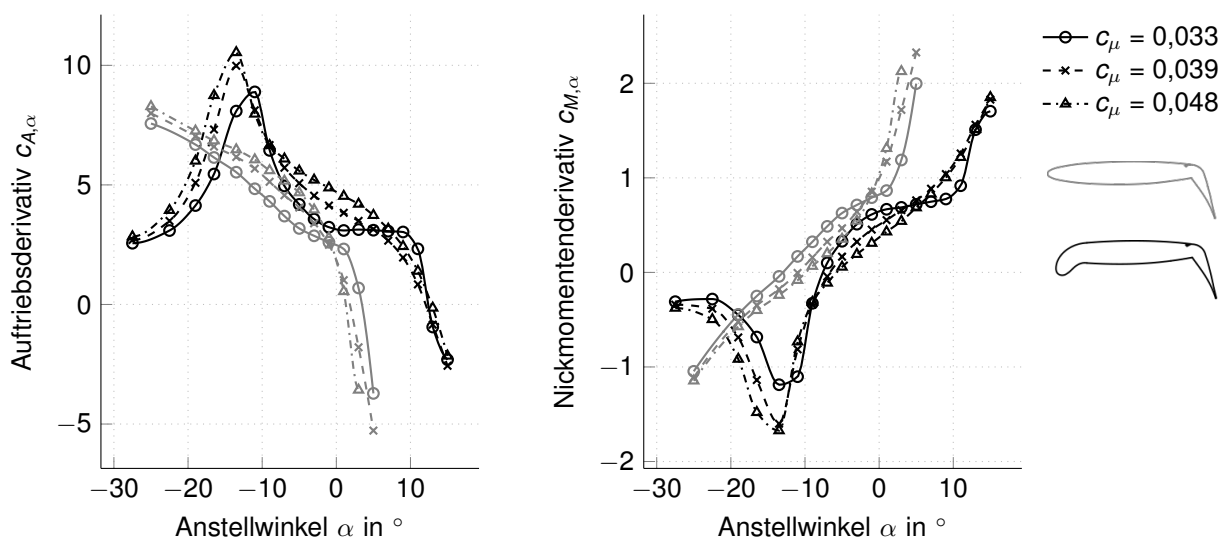 Auftriebsderivativ c_{A,α}
10
5
0
−5
−30 −20 −10 0 10
Anstellwinkel α in °
Nickmomentenderivativ c_{M,α}
2
1
0
−1
−2
−30 −20 −10 0 10
Anstellwinkel α in °
c_μ = 0,033
c_μ = 0,039
c_μ = 0,048